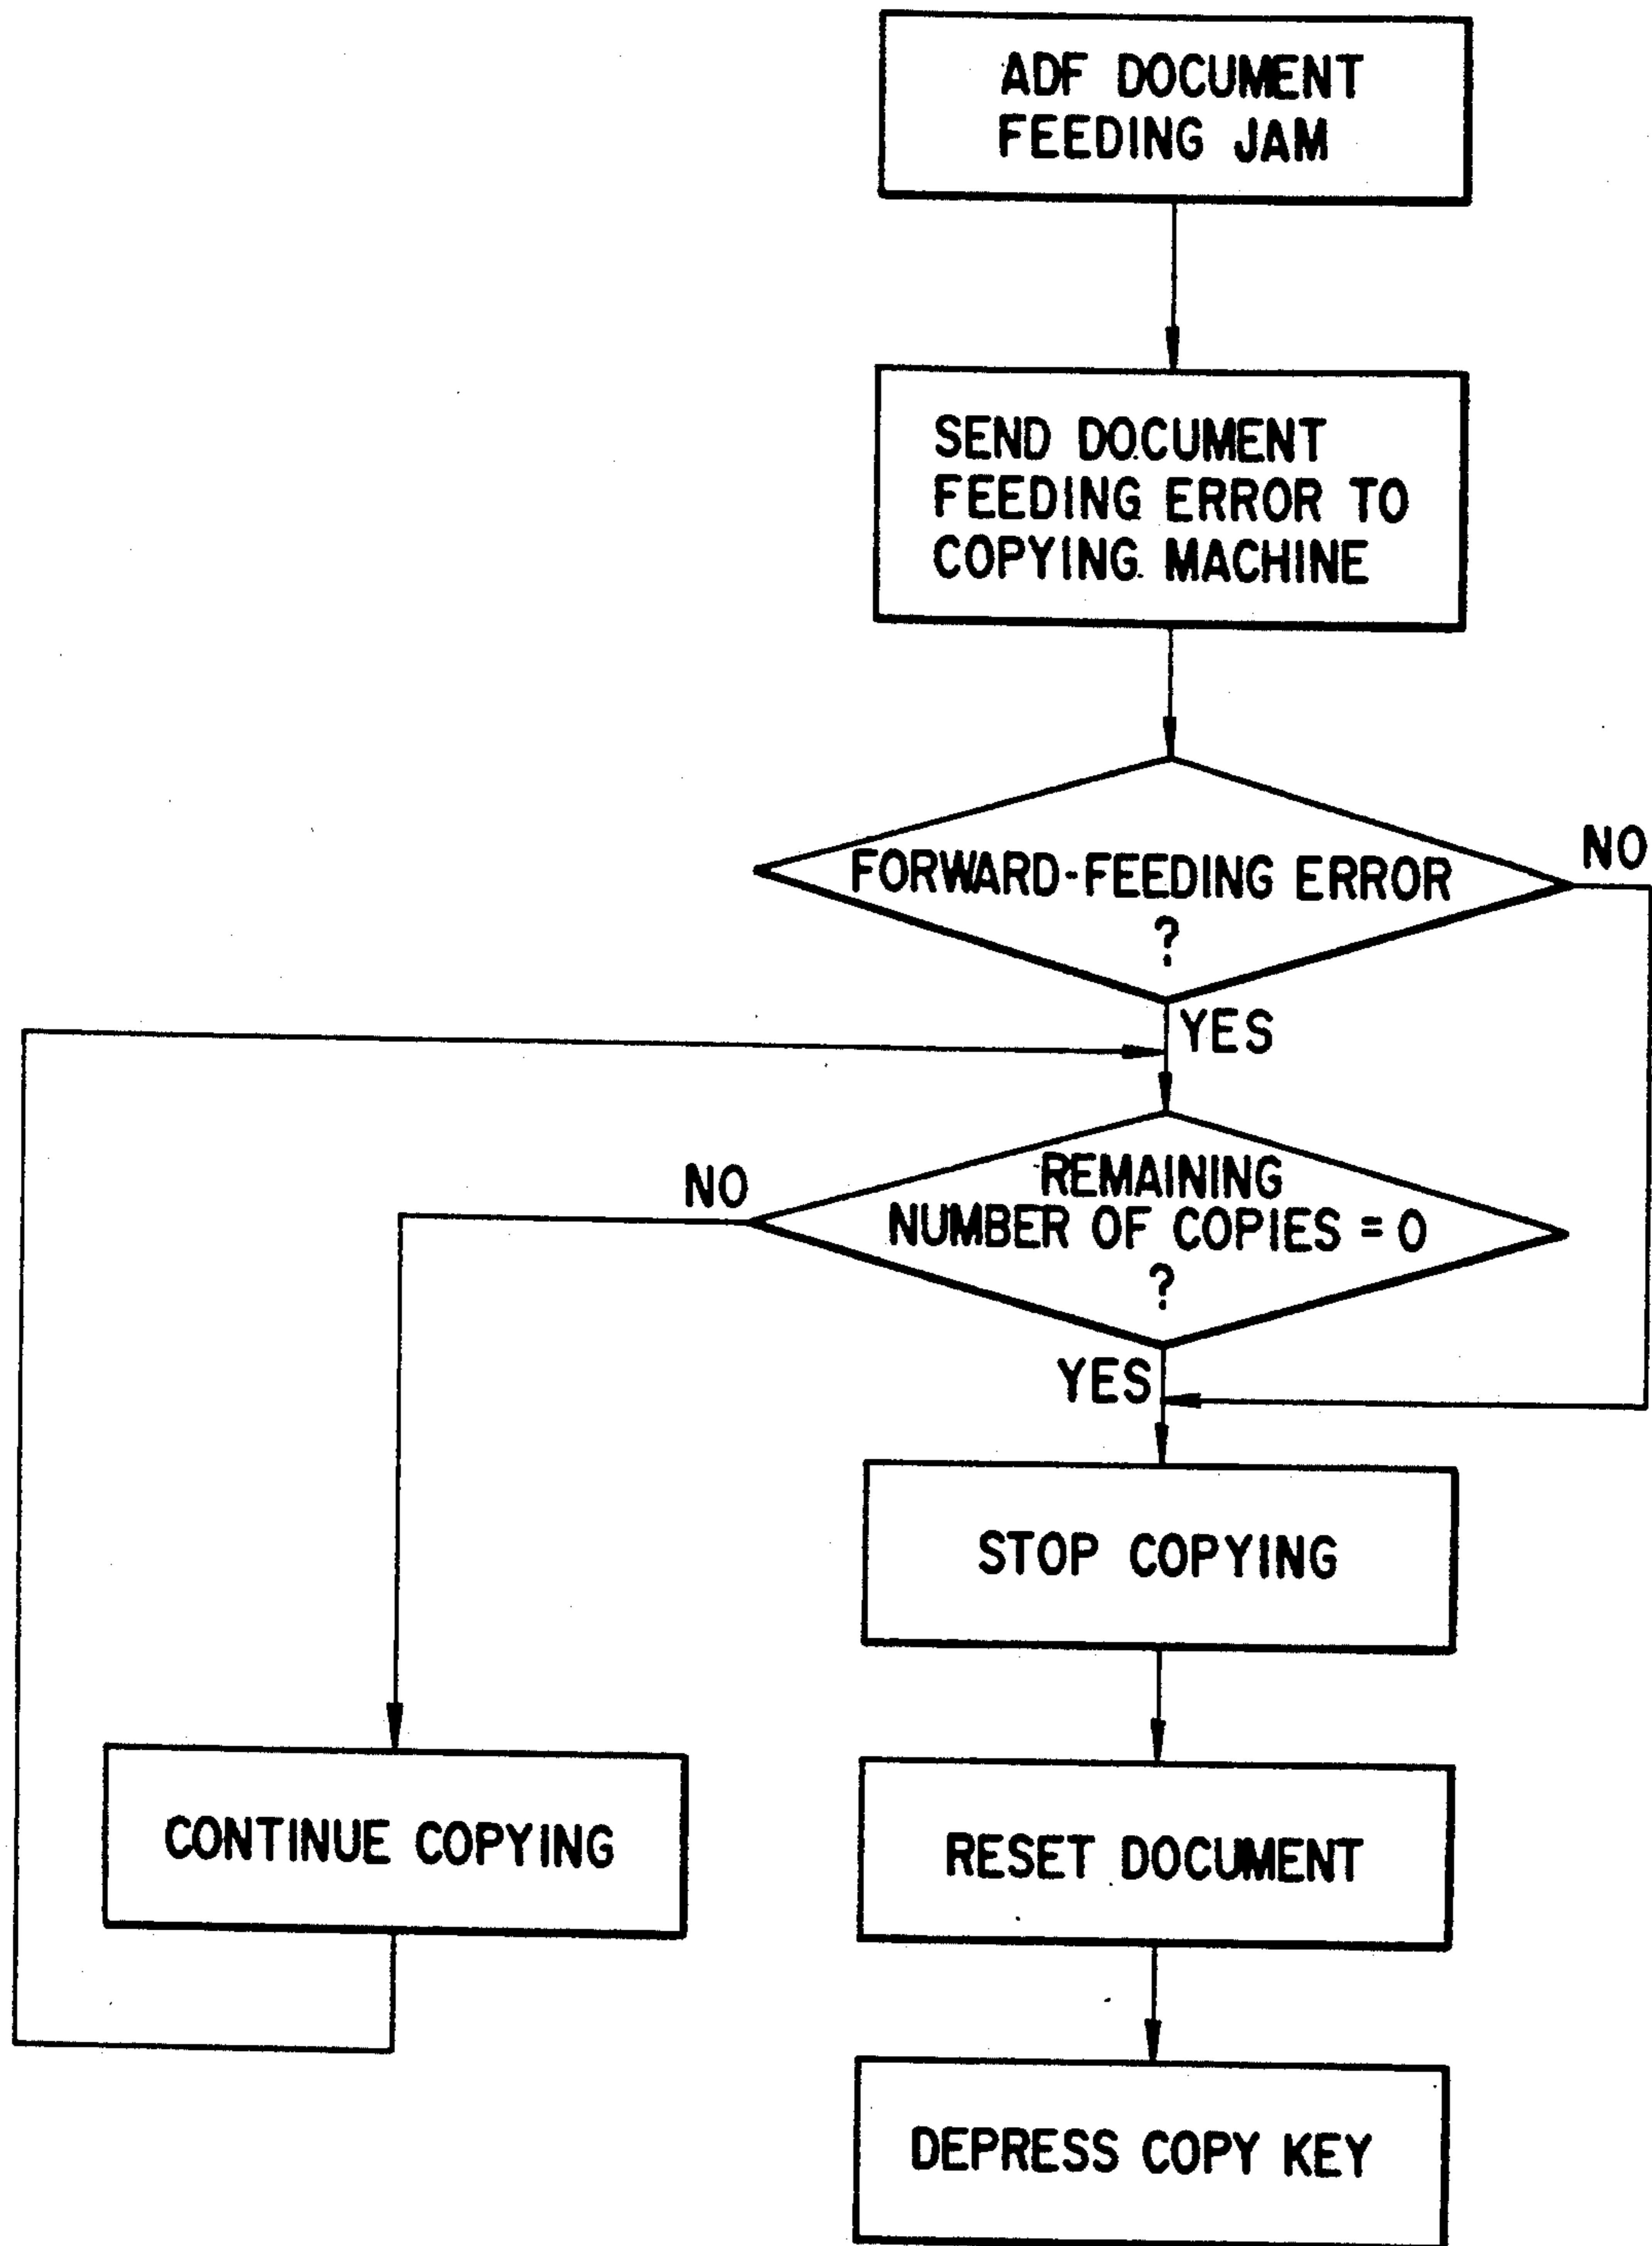 ADF DOCUMENT
FEEDING JAM
SEND DOCUMENT
FEEDING ERROR TO
COPYING MACHINE
FORWARD-FEEDING ERROR
?
NO
YES
REMAINING
NUMBER OF COPIES = 0
?
NO
YES
STOP COPYING
CONTINUE COPYING
RESET DOCUMENT
DEPRESS COPY KEY